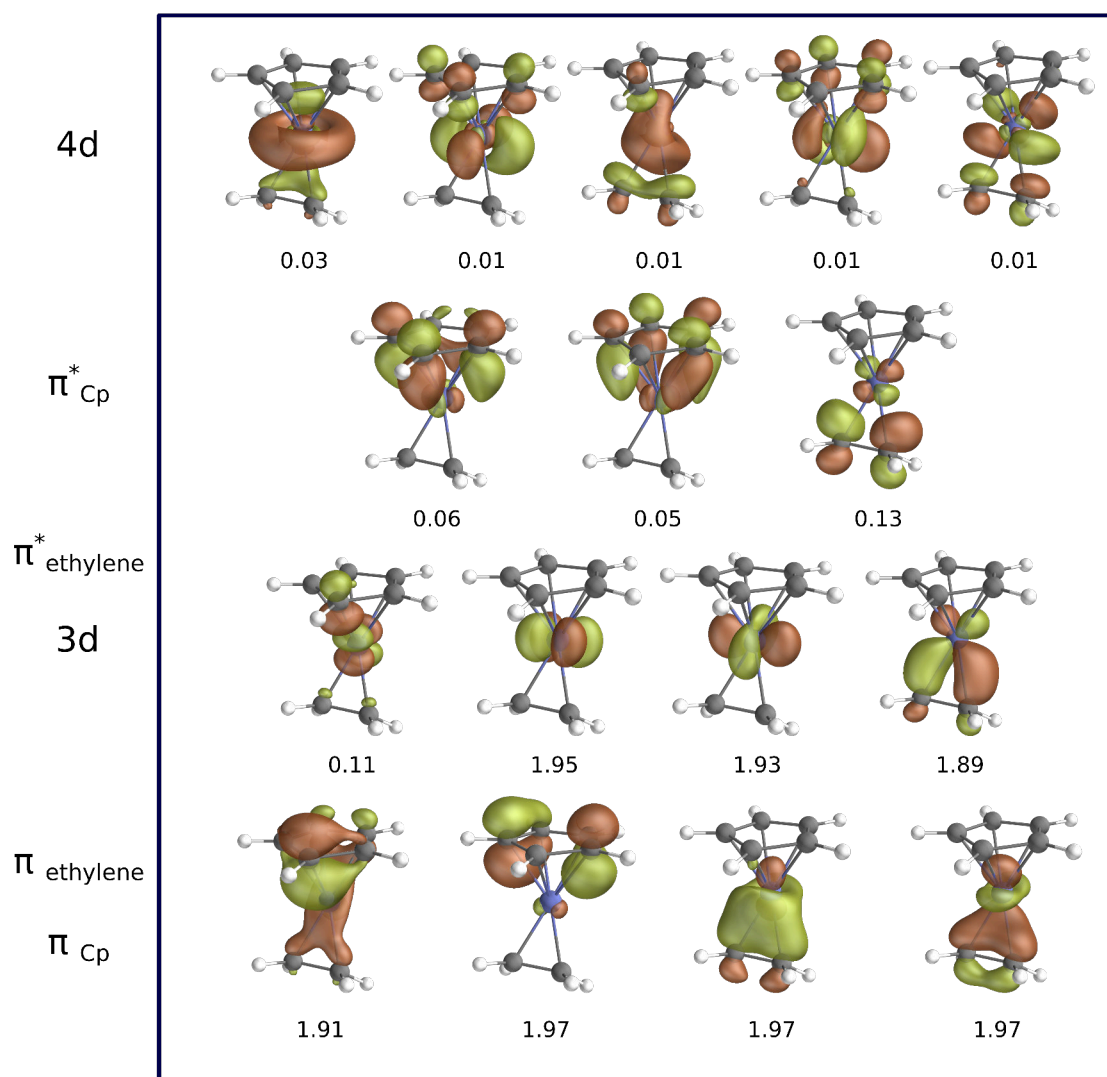 4d
0.03 0.01 0.01 0.01 0.01
π*Cp
0.06 0.05 0.13
π*ethylene
3d
0.11 1.95 1.93 1.89
π ethylene
π Cp
1.91 1.97 1.97 1.97